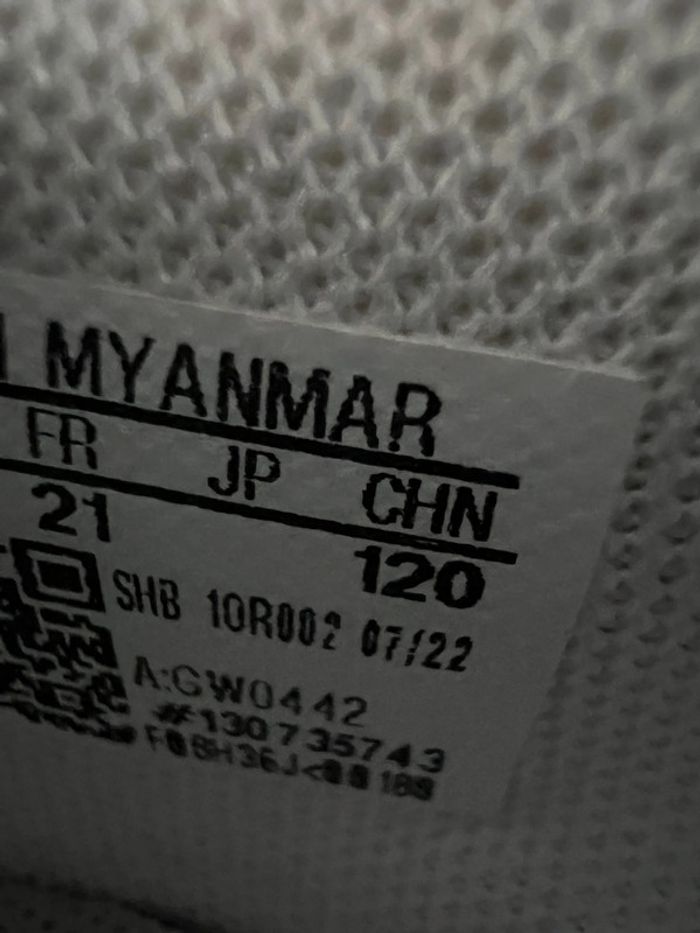 MYANMAR
FR JP CHN
21 120
SHB 10R002 07/22
A:GW0442
#130735743